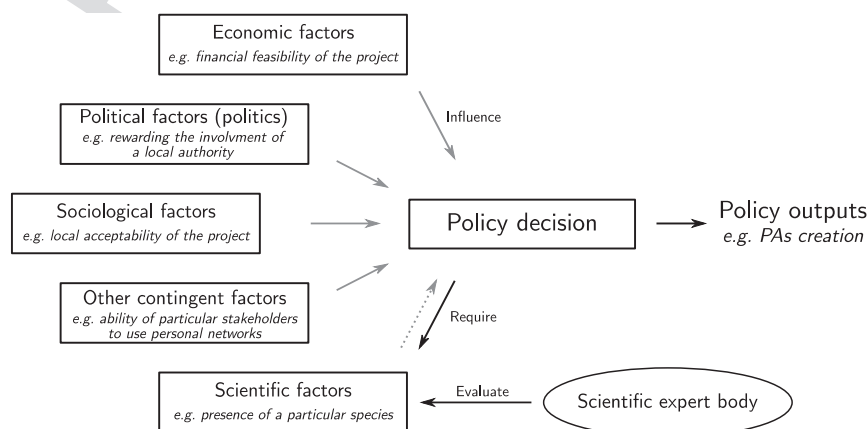 Economic factors
e.g. financial feasibility of the project
Influence
Political factors (politics)
e.g. rewarding the involvment of
a local authority
Sociological factors
e.g. local acceptability of the project
Policy decision
Policy outputs
e.g. PAs creation
Other contingent factors
e.g. ability of particular stakeholders
to use personal networks
Require
Scientific factors
e.g. presence of a particular species
Evaluate
Scientific expert body